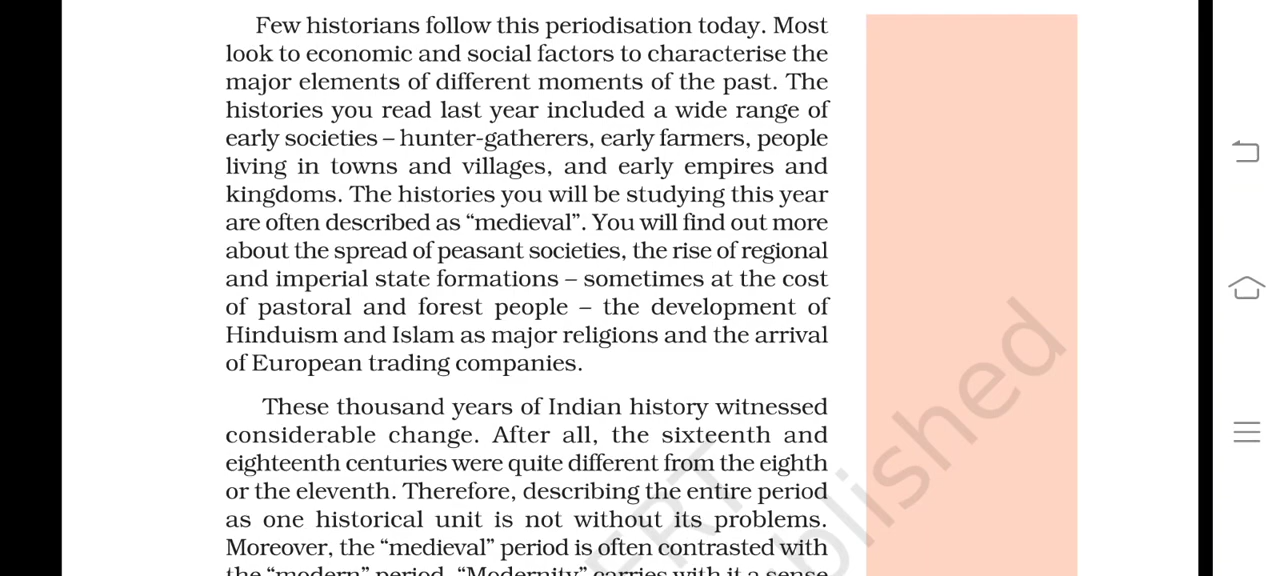 Few historians follow this periodisation today. Most
look to economic and social factors to characterise the
major elements of different moments of the past. The
histories you read last year included a wide range of
early societies – hunter-gatherers, early farmers, people
living in towns and villages, and early empires and
kingdoms. The histories you will be studying this year
are often described as “medieval”. You will find out more
about the spread of peasant societies, the rise of regional
and imperial state formations – sometimes at the cost
of pastoral and forest people – the development of
Hinduism and Islam as major religions and the arrival
of European trading companies.
These thousand years of Indian history witnessed
considerable change. After all, the sixteenth and
eighteenth centuries were quite different from the eighth
or the eleventh. Therefore, describing the entire period
as one historical unit is not without its problems.
Moreover, the “medieval” period is often contrasted with
the “modern” period. “Modernity” carries with it a sense